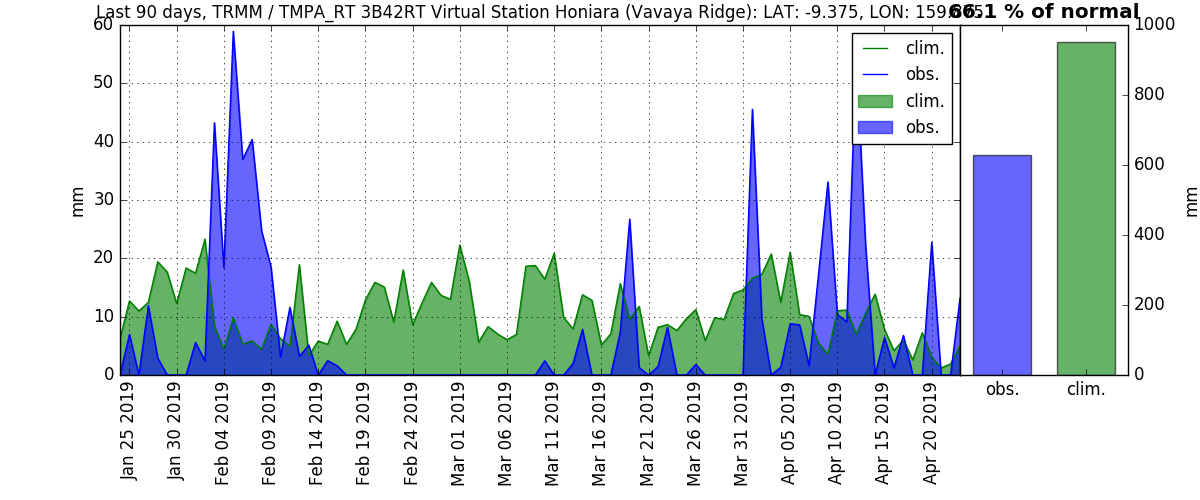 Last 90 days, TRMM / TMPA_RT 3B42RT Virtual Station Honiara (Vavaya Ridge): LAT: -9.375, LON:
66.1 % of normal
60
50
40
30
20
10
0
mm
clim.
obs.
clim.
obs.
1000
800
600
400
200
0
mm
obs.
clim.
Jan 25 2019
Jan 30 2019
Feb 04 2019
Feb 09 2019
Feb 14 2019
Feb 19 2019
Feb 24 2019
Mar 01 2019
Mar 06 2019
Mar 11 2019
Mar 16 2019
Mar 21 2019
Mar 26 2019
Mar 31 2019
Apr 05 2019
Apr 10 2019
Apr 15 2019
Apr 20 2019